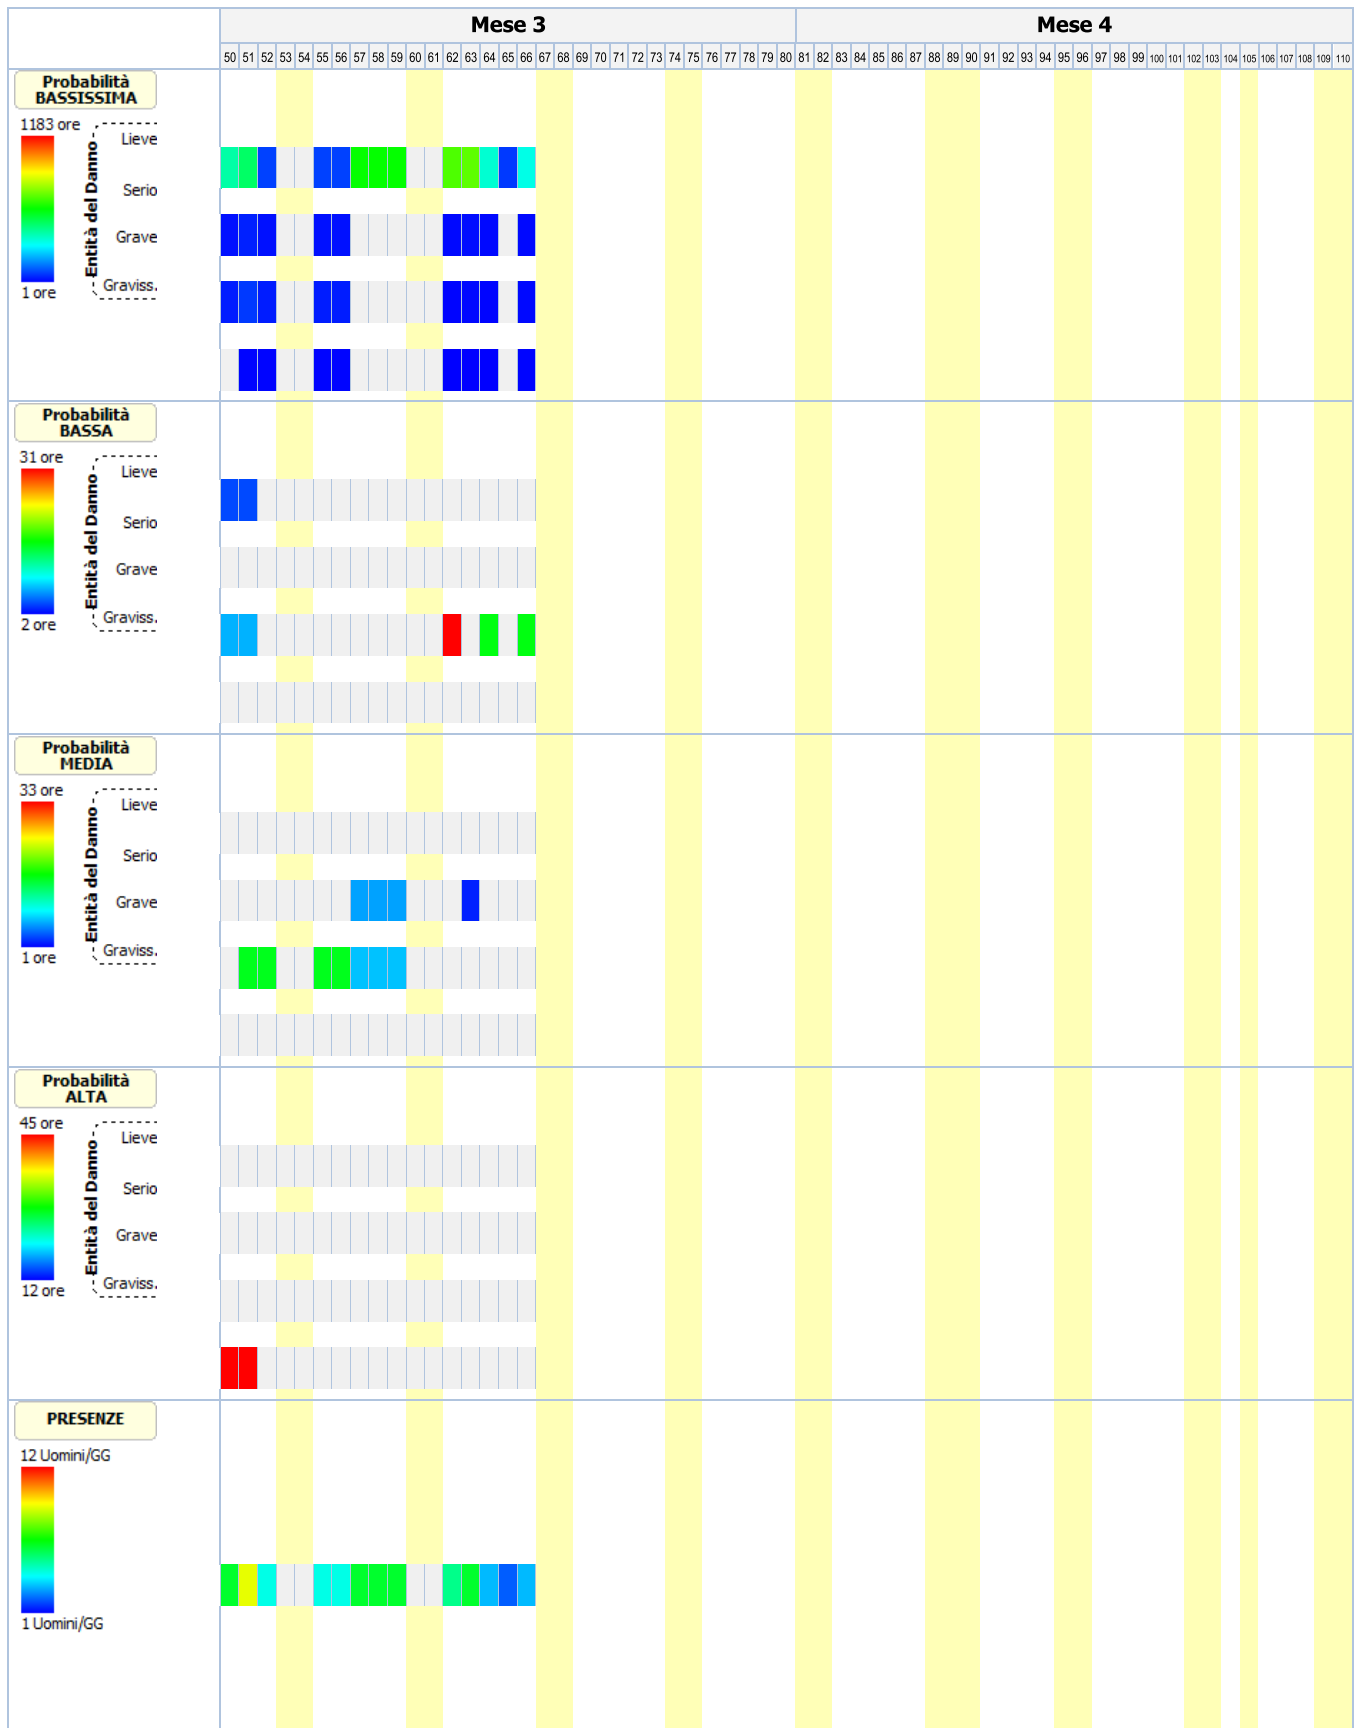 Mese 3 Mese 4
50 51 52 53 54 55 56 57 58 59 60 61 62 63 64 65 66 67 68 69 70 71 72 73 74 75 76 77 78 79 80 81 82 83 84 85 86 87 88 89 90 91 92 93 94 95 96 97 98 99 100 101 102 103 104 105 106 107 108 109 110
Probabilità
BASSISSIMA
1183 ore
Lieve
Serio
Entità del Danno
Grave
Graviss.
1 ore
Probabilità
BASSA
31 ore
Lieve
Serio
Entità del Danno
Grave
Graviss.
2 ore
Probabilità
MEDIA
33 ore
Lieve
Serio
Entità del Danno
Grave
Graviss.
1 ore
Probabilità
ALTA
45 ore
Lieve
Serio
Entità del Danno
Grave
Graviss.
12 ore
PRESENZE
12 Uomini/GG
1 Uomini/GG